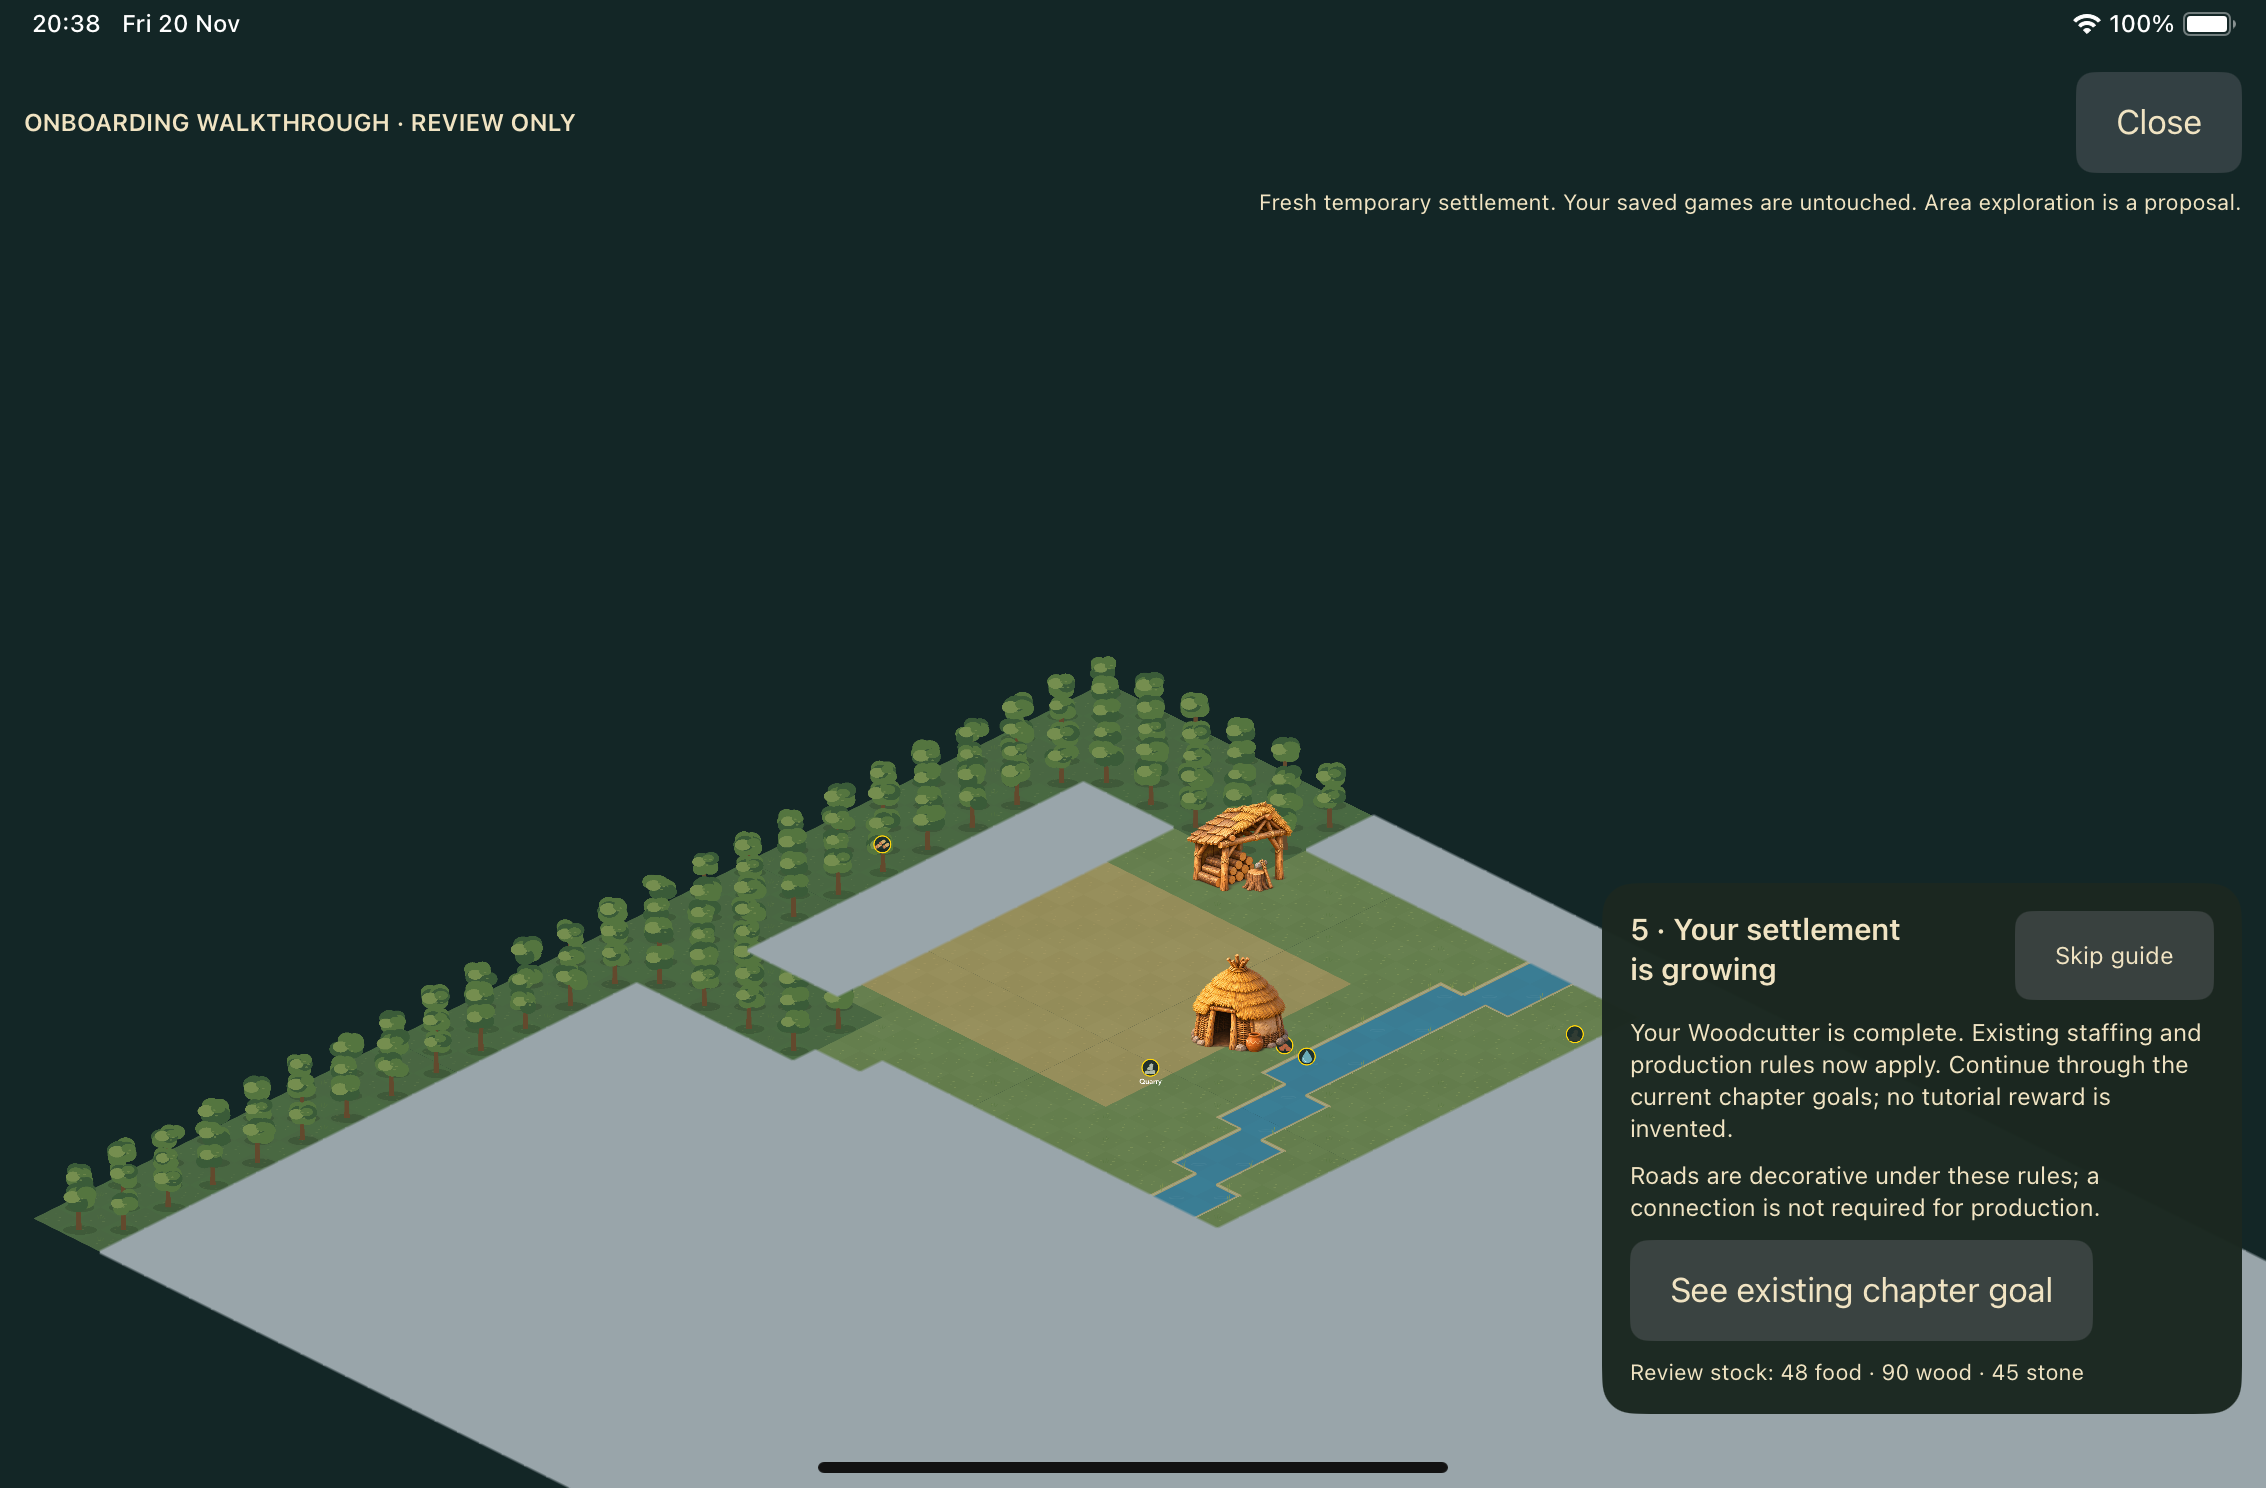 20:38 Fri 20 Nov
100%
ONBOARDING WALKTHROUGH · REVIEW ONLY
Close
Fresh temporary settlement. Your saved games are untouched. Area exploration is a proposal.
Quarry
5 · Your settlement
is growing
Skip guide
Your Woodcutter is complete. Existing staffing and
production rules now apply. Continue through the
current chapter goals; no tutorial reward is
invented.
Roads are decorative under these rules; a
connection is not required for production.
See existing chapter goal
Review stock: 48 food · 90 wood · 45 stone